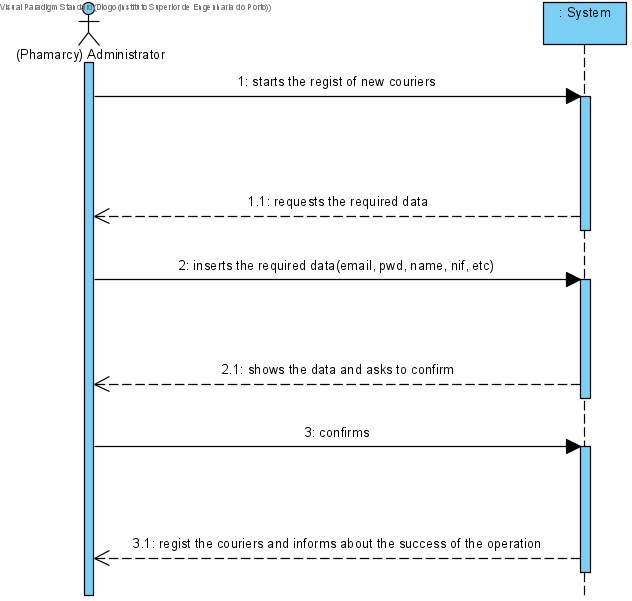 Visual Paradigm Standard(Diogo(Instituto Superior de Engenharia do Porto))
: System
(Phamarcy) Administrator
1: starts the regist of new couriers
1.1: requests the required data
2: inserts the required data(email, pwd, name, nif, etc)
2.1: shows the data and asks to confirm
3: confirms
3.1: regist the couriers and informs about the success of the operation